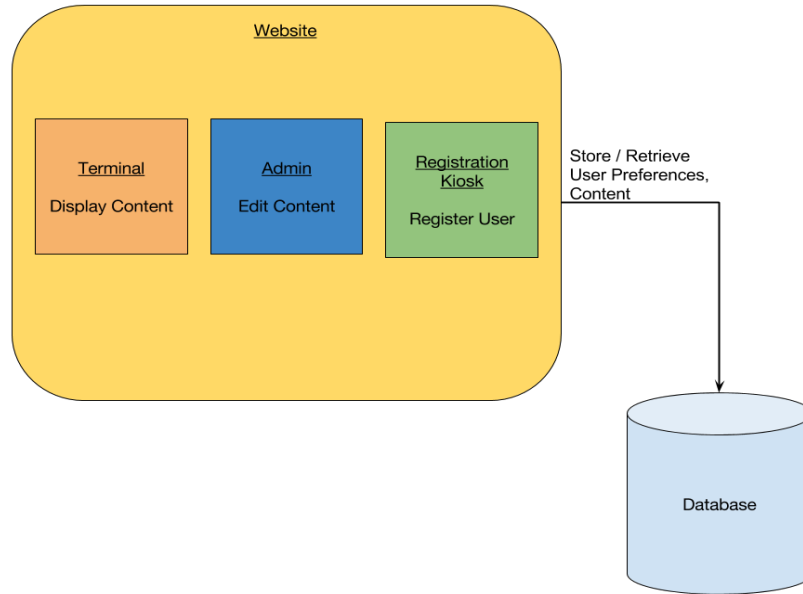 Website
Terminal
Display Content
Admin
Edit Content
Registration
Kiosk
Register User
Store / Retrieve
User Preferences,
Content
Database